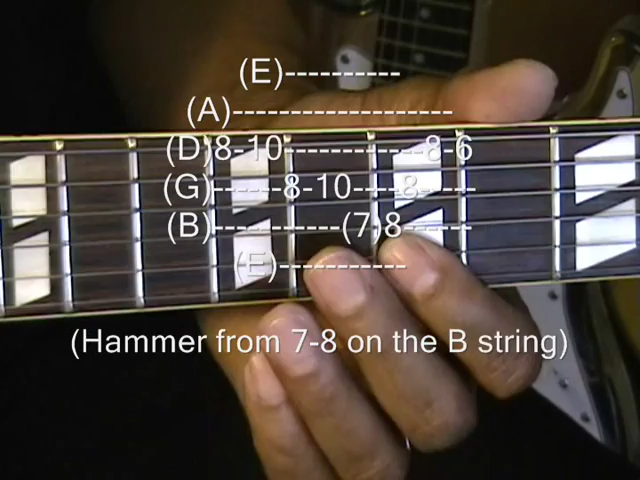 (E)----------
(A)-------------------
(D)8-10-------------8-6
(G)------8-10-----8------
(B)-----------(7)8------
(E)-----------
(Hammer from 7-8 on the B string)